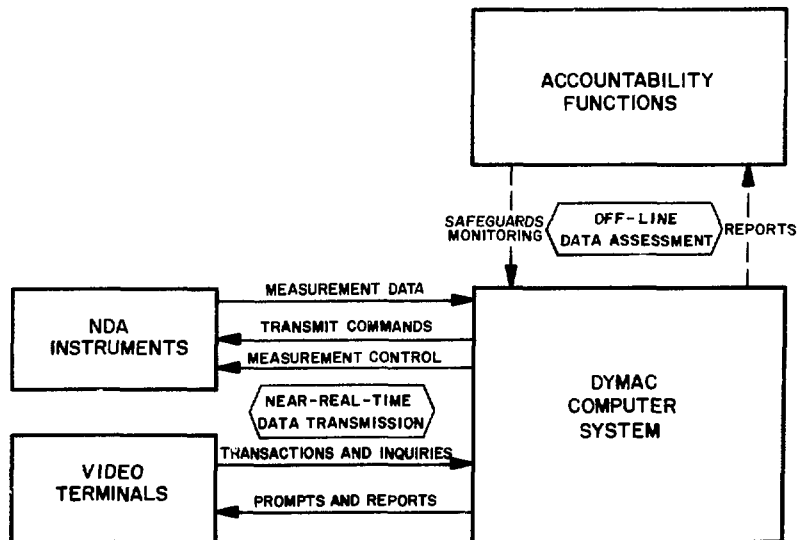 ACCOUNTABILITY
FUNCTIONS
SAFEGUARDS
MONITORING
OFF-LINE
DATA ASSESSMENT
REPORTS
MEASUREMENT DATA
NDA
INSTRUMENTS
TRANSMIT COMMANDS
MEASUREMENT CONTROL
DYMAC
COMPUTER
SYSTEM
NEAR-REAL-TIME
DATA TRANSMISSION
VIDEO
TERMINALS
TRANSACTIONS AND INQUIRIES
PROMPTS AND REPORTS